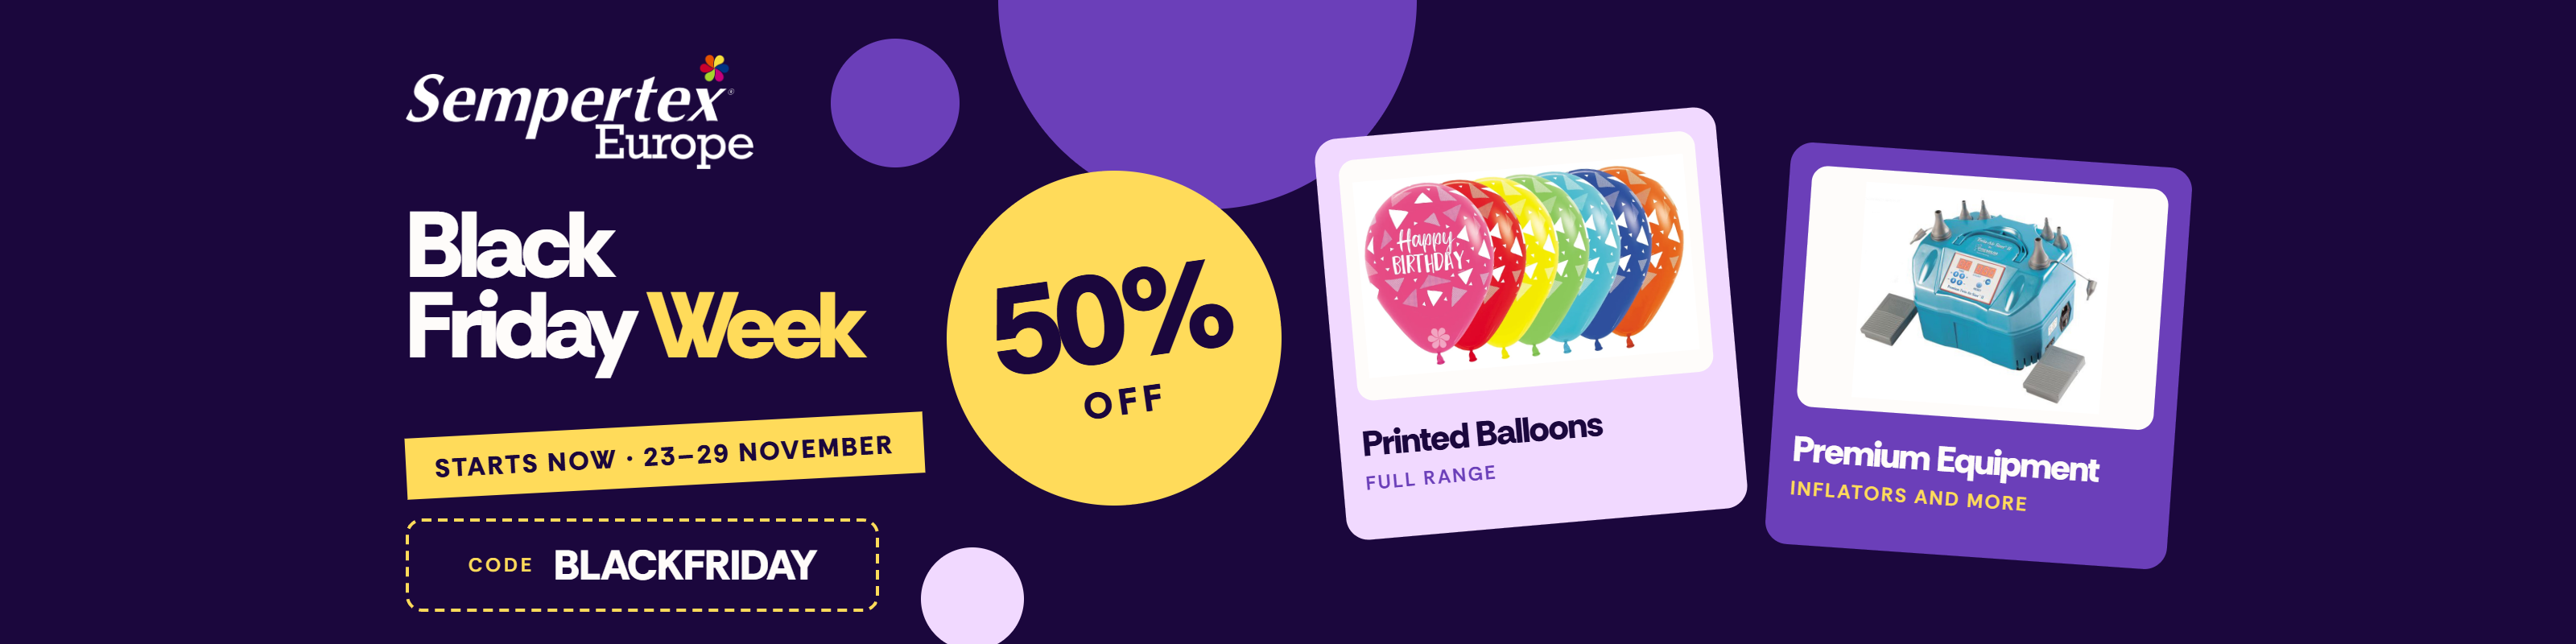 Sempertex
Europe
Black
Friday Week
STARTS NOW · 23–29 NOVEMBER
CODE BLACKFRIDAY
50%
OFF
Happy
BIRTHDAY
Printed Balloons
FULL RANGE
Premium Equipment
INFLATORS AND MORE